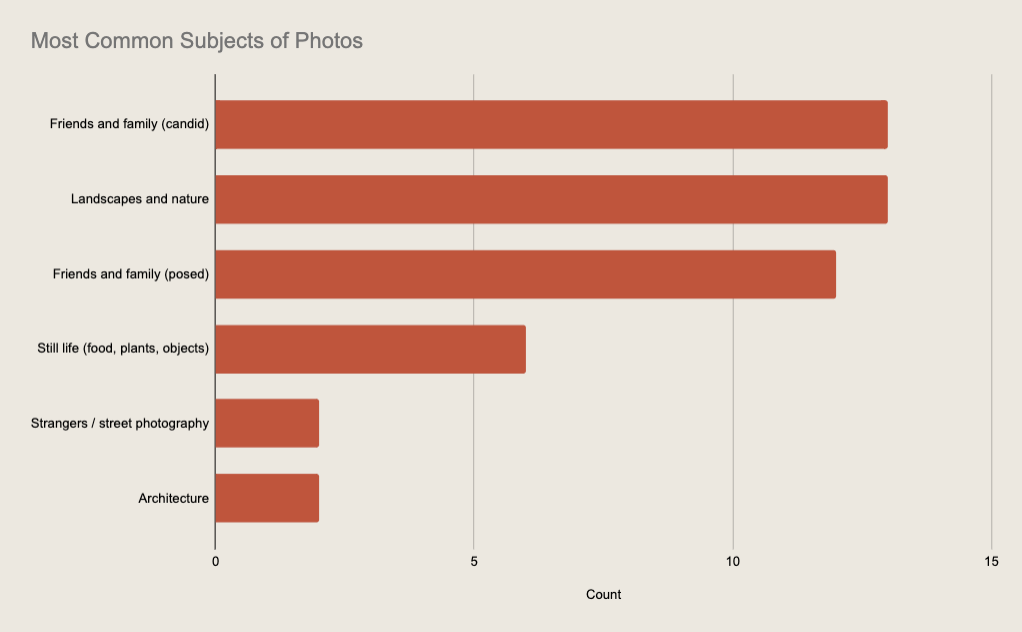 Most Common Subjects of Photos
Friends and family (candid)
Landscapes and nature
Friends and family (posed)
Still life (food, plants, objects)
Strangers / street photography
Architecture
0 5 10 15
Count